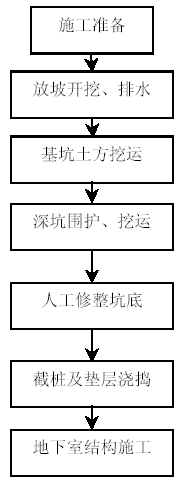 施工准备
放坡开挖、排水
基坑土方挖运
深坑围护、挖运
人工修整坑底
截桩及垫层浇捣
地下室结构施工